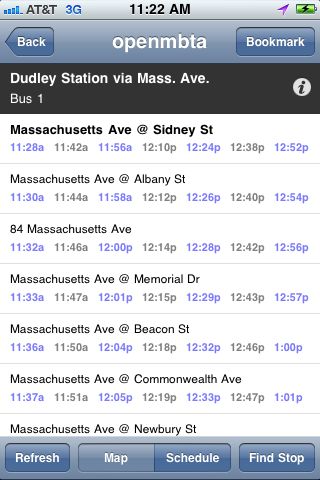 AT&T 3G 11:22 AM
Back openmbta Bookmark
Dudley Station via Mass. Ave.
Bus 1
Massachusetts Ave @ Sidney St
11:28a 11:42a 11:56a 12:10p 12:24p 12:38p 12:52p
Massachusetts Ave @ Albany St
11:30a 11:44a 11:58a 12:12p 12:26p 12:40p 12:54p
84 Massachusetts Ave
11:32a 11:46a 12:00p 12:14p 12:28p 12:42p 12:56p
Massachusetts Ave @ Memorial Dr
11:33a 11:47a 12:01p 12:15p 12:29p 12:43p 12:57p
Massachusetts Ave @ Beacon St
11:36a 11:50a 12:04p 12:18p 12:32p 12:46p 1:00p
Massachusetts Ave @ Commonwealth Ave
11:37a 11:51a 12:05p 12:19p 12:33p 12:47p 1:01p
Massachusetts Ave @ Newbury St
Refresh Map Schedule Find Stop